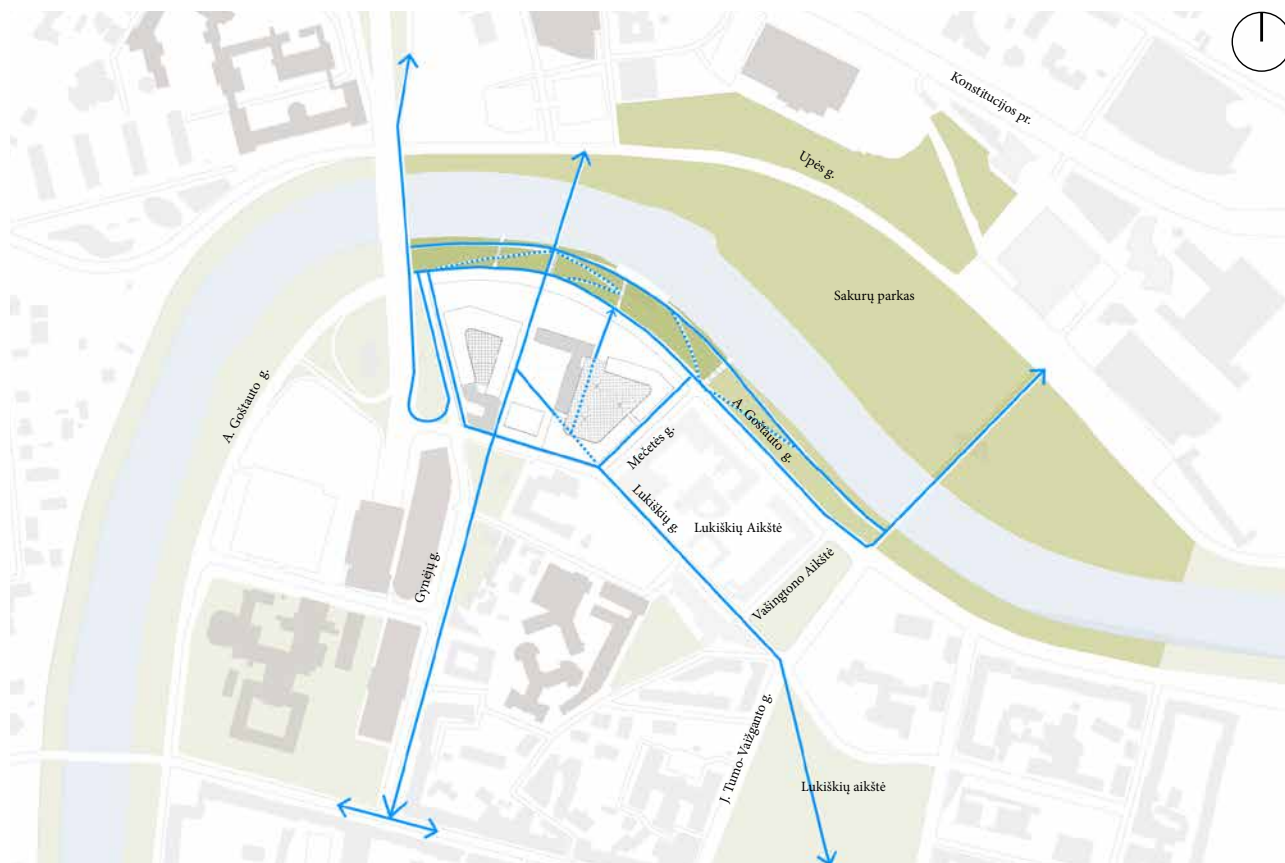 Konstitucijos pr.
Upės g.
Sakurų parkas
A. Goštauto g.
A. Goštauto g.
Mečetės g.
Lukiškių g.
Lukiškių Aikštė
Vašingtono Aikštė
Gynėjų g.
J. Tumo-Vaižganto g.
Lukiškių aikštė